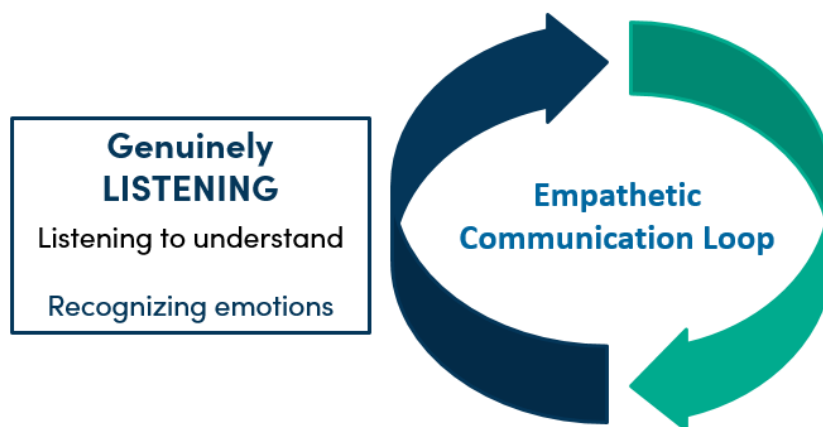 Genuinely
LISTENING
Listening to understand
Recognizing emotions
Empathetic
Communication Loop